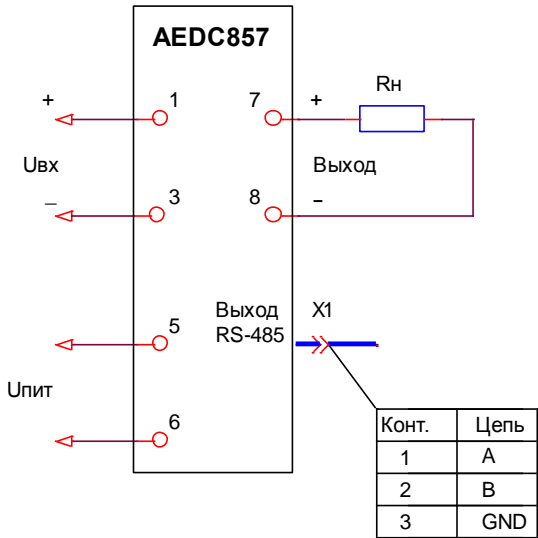 AEDC857
+ 1 7 + Rн
Uвх Выход
– 3 8 –
Выход X1
5 RS-485
Uпит
6
Конт. Цепь
1 A
2 B
3 GND